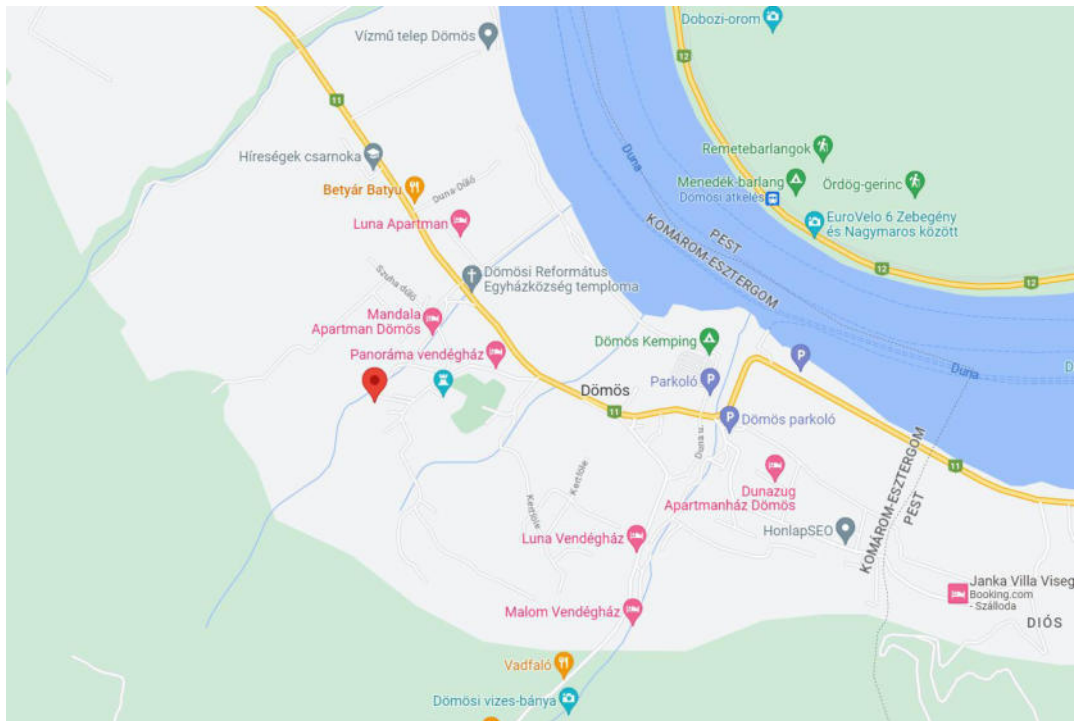 Dobozi-orom
Vízmű telep Dömös
12
11
Duna
Remetebarlangok
Híreségek csarnoka
Menedék-barlang
Dömösi átkelés
Ördög-gerinc
Betyár Batyu
Duna-Dűlő
EuroVelo 6 Zebegény
és Nagymaros között
Luna Apartman
PEST
KOMÁROM-ESZTERGOM
Szuha dűlő
Dömösi Református
Egyházközség temploma
12
12
Mandala
Apartman Dömös
Dömös Kemping
P
Panoráma vendégház
Duna
D
Parkoló
P
Dömös
11
P
Dömös parkoló
Duna u.
KOMÁROM-ESZTERGOM
PEST
11
Kertföle
Dunazug
Apartmanház Dömös
Kertföle
Luna Vendégház
HonlapSEO
Janka Villa Viseg
Booking.com
- Szálloda
Malom Vendégház
DIÓS
Vadfaló
Dömösi vizes-bánya